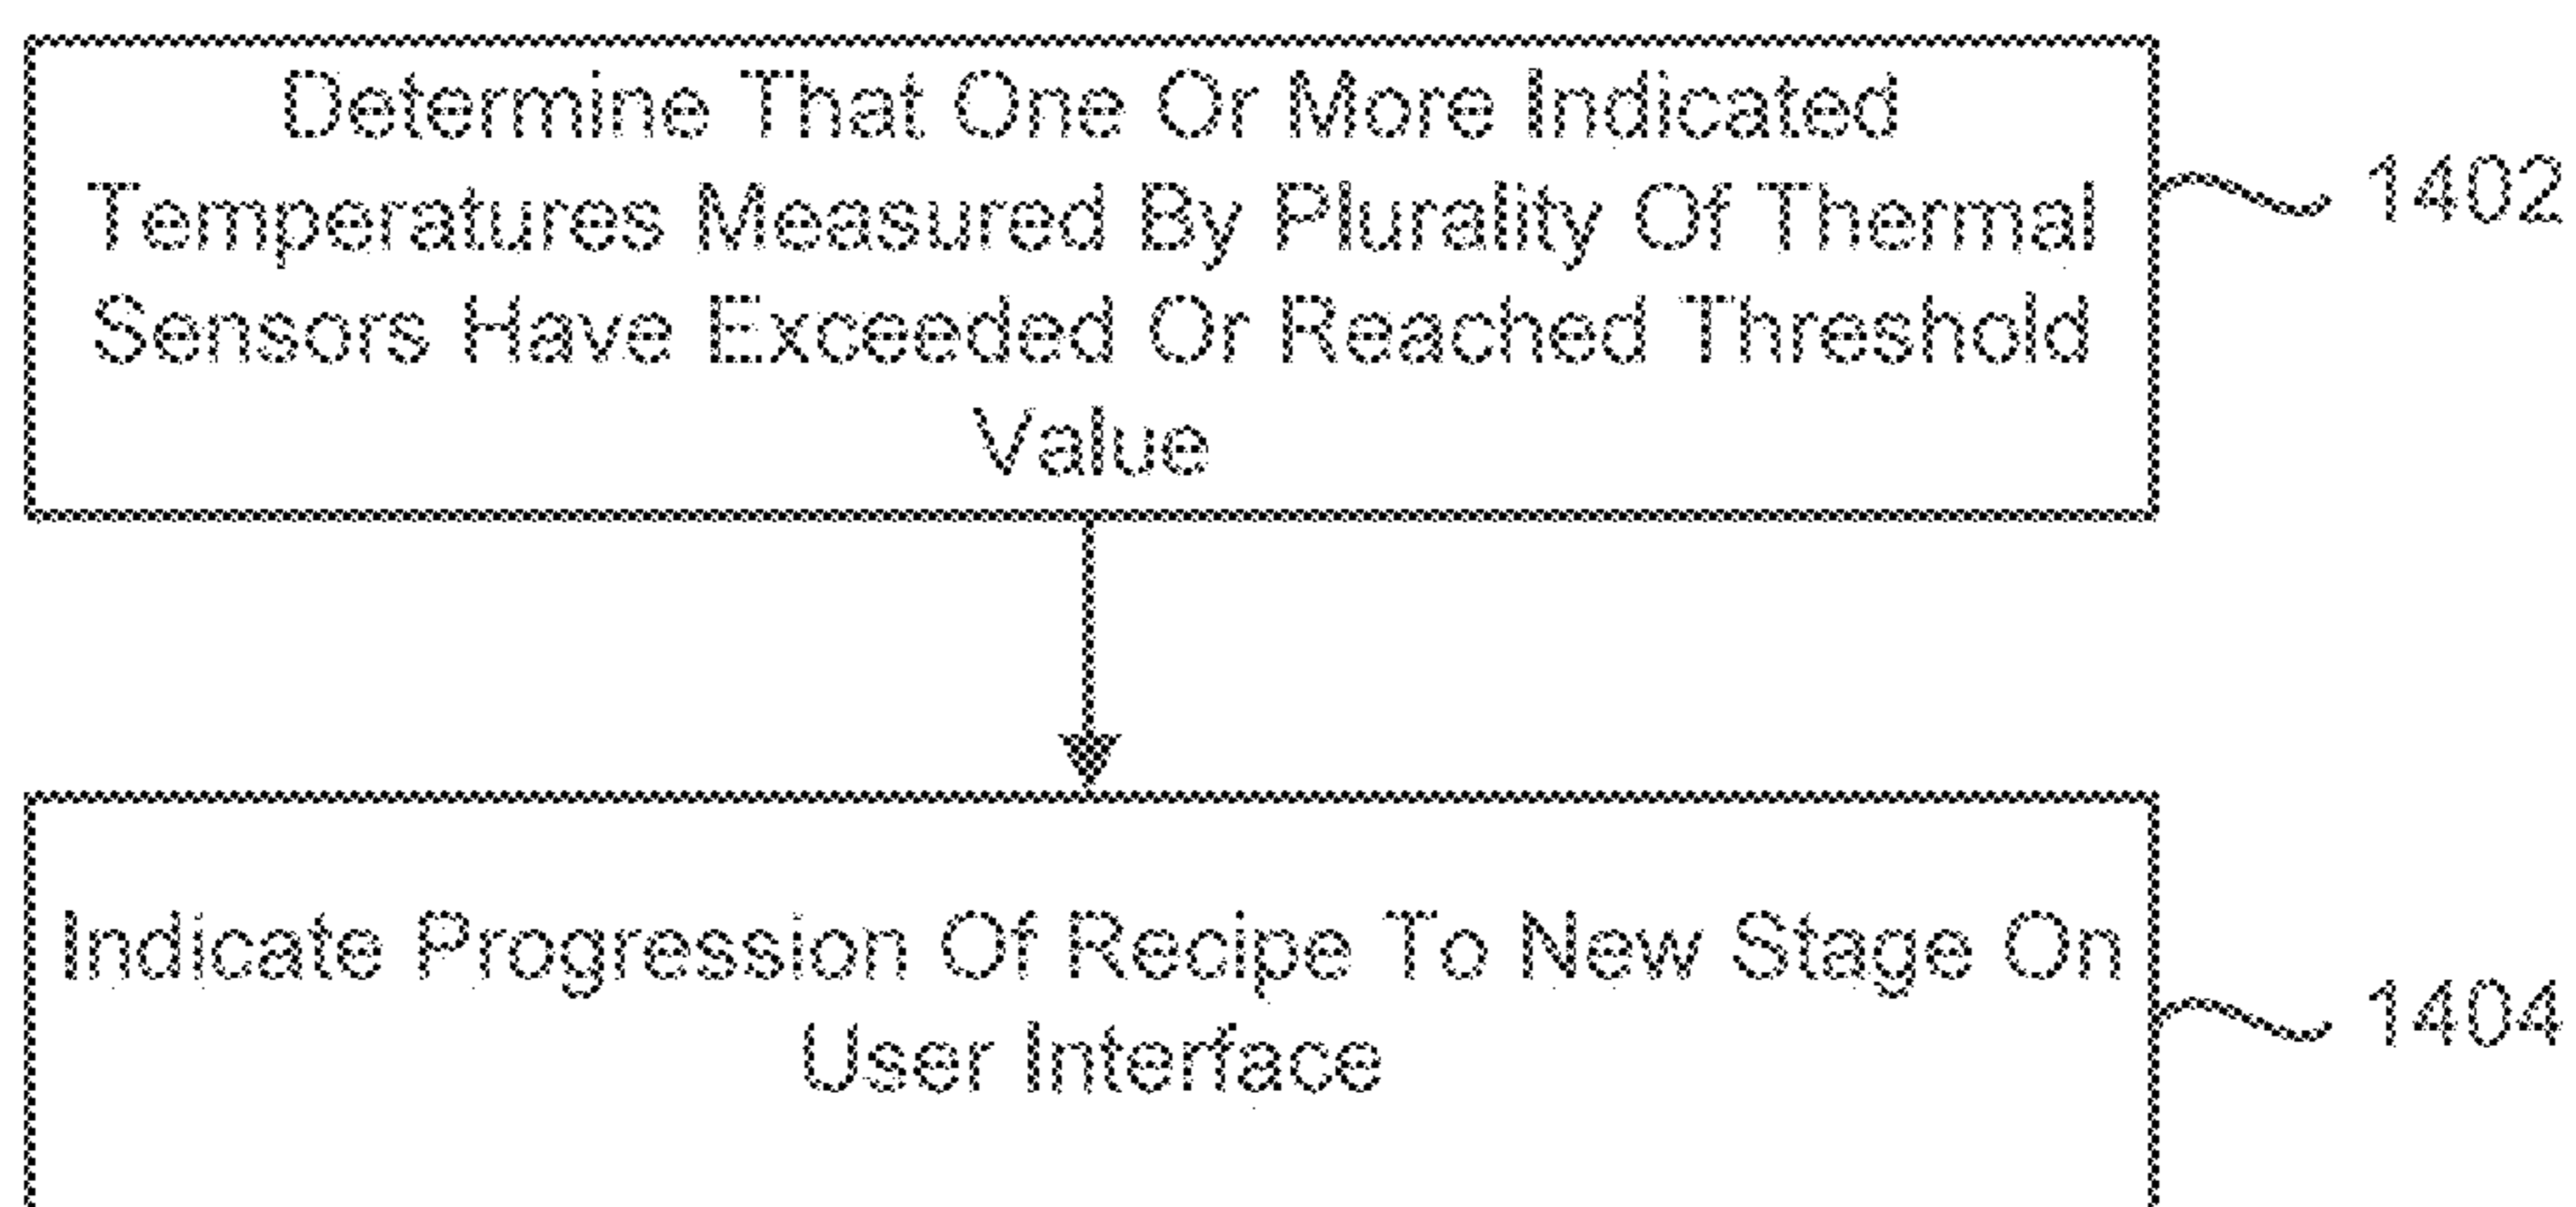 Determine That One Or More Indicated
Temperatures Measured By Plurality Of Thermal
Sensors Have Exceeded Or Reached Threshold
Value
1402
Indicate Progression Of Recipe To New Stage On
User Interface
1404